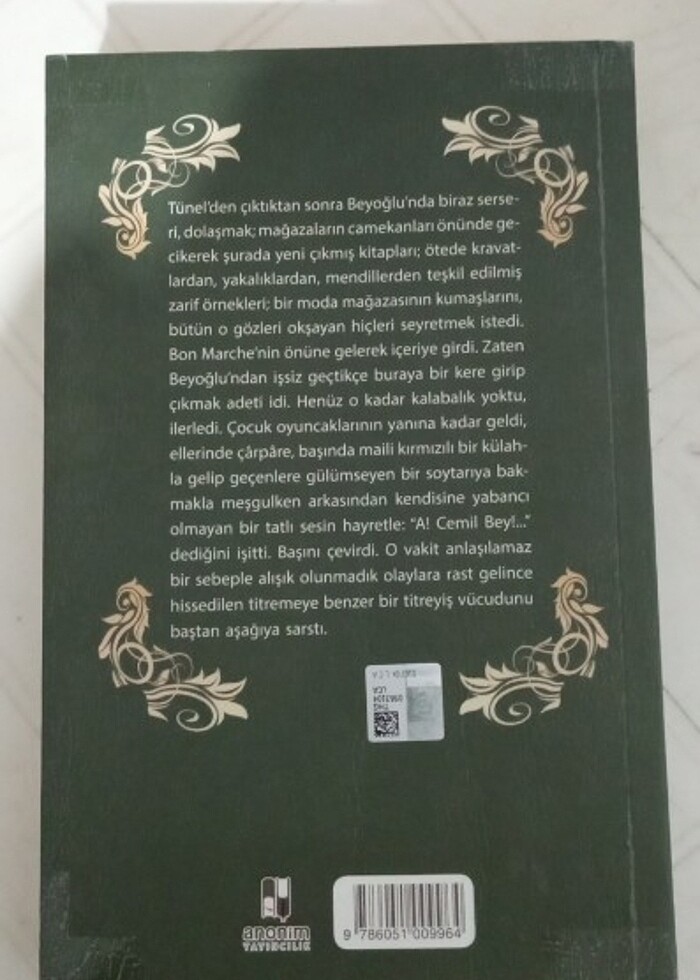 Tünel'den çıktıktan sonra Beyoğlu'nda biraz serse-
ri, dolaşmak; mağazaların camekanları önünde ge-
cikerek şurada yeni çıkmış kitapları; ötede kravat-
lardan, yakalıklardan, mendillerden teşkil edilmiş
zarif örnekleri; bir moda mağazasının kumaşlarını,
bütün o gözleri okşayan hiçleri seyretmek istedi.
Bon Marche'nin önüne gelerek içeriye girdi. Zaten
Beyoğlu'ndan işsiz geçtikçe buraya bir kere girip
çıkmak adeti idi. Henüz o kadar kalabalık yoktu,
ilerledi. Çocuk oyuncaklarının yanına kadar geldi,
ellerinde çârpâre, başında maili kırmızılı bir külah-
la gelip geçenlere gülümseyen bir soytarıya bak-
makla meşgulken arkasından kendisine yabancı
olmayan bir tatlı sesin hayretle: "A! Cemil Bey!..."
dediğini işitti. Başını çevirdi. O vakit anlaşılamaz
bir sebeple alışık olunmadık olaylara rast gelince
hissedilen titremeye benzer bir titreyiş vücudunu
baştan aşağıya sarstı.
anonim
YAYINCILIK
9 786051 009964